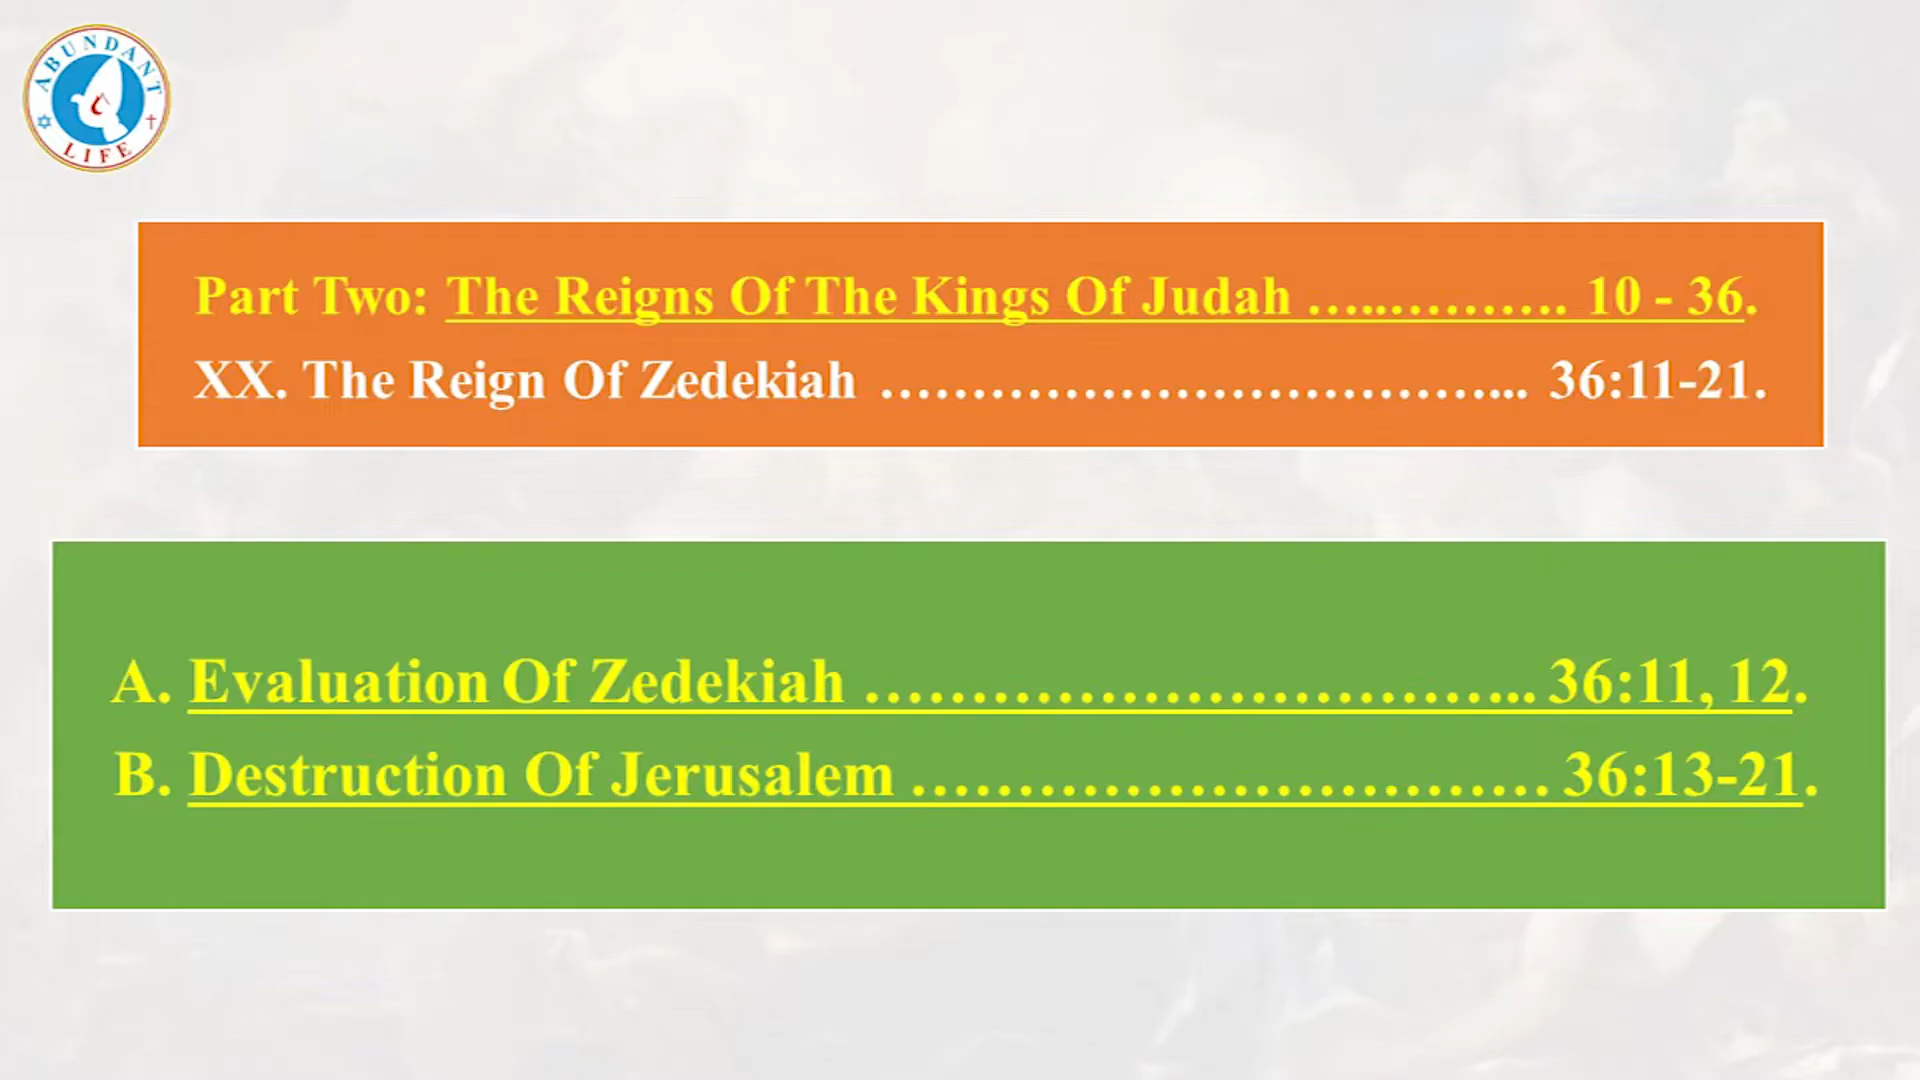 ABUNDANT
LIFE
Part Two: The Reigns Of The Kings Of Judah …..………. 10 - 36.
XX. The Reign Of Zedekiah ……………………………... 36:11-21.
A. Evaluation Of Zedekiah …………………………….. 36:11, 12.
B. Destruction Of Jerusalem …………………………… 36:13-21.